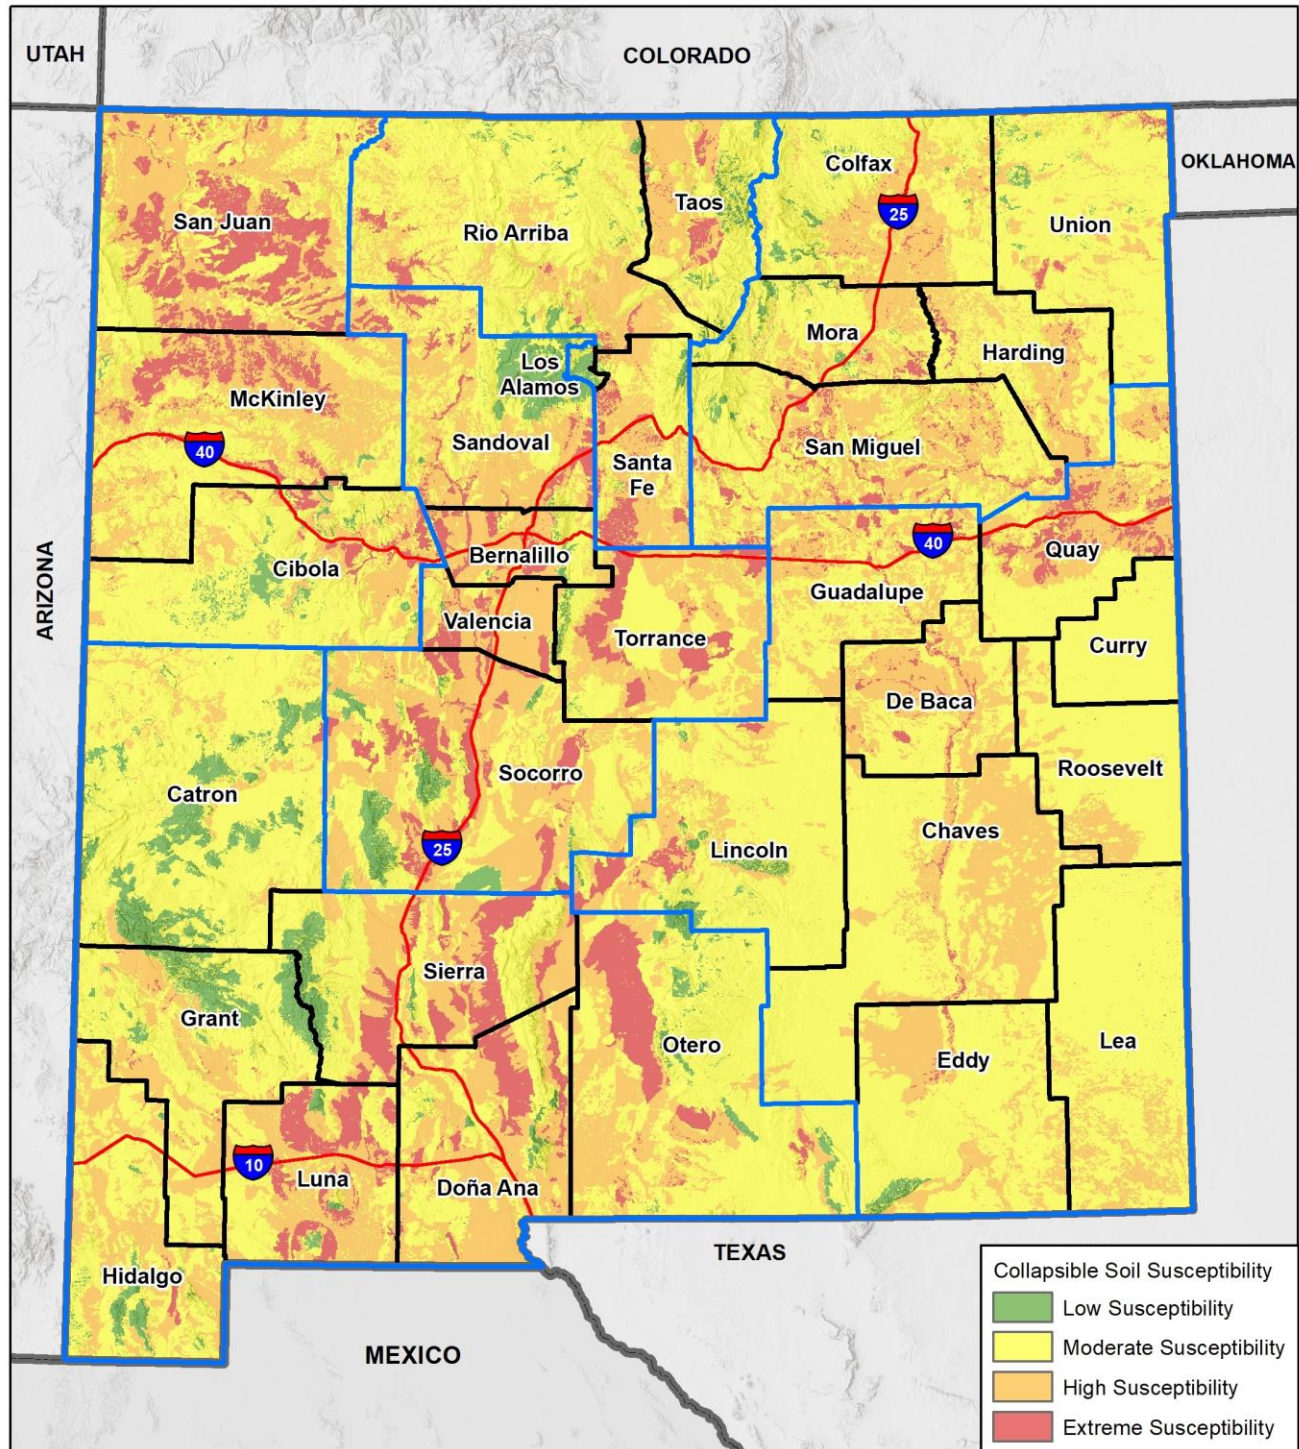 UTAH
COLORADO
OKLAHOMA
Colfax
Taos
25
San Juan
Rio Arriba
Union
Mora
Harding
Los
Alamos
McKinley
40
Sandoval
San Miguel
Santa
Fe
ARIZONA
Bernalillo
40
Quay
Cibola
Guadalupe
Valencia
Torrance
Curry
De Baca
Socorro
Roosevelt
Catron
Chaves
25
Lincoln
Sierra
Grant
Otero
Lea
Eddy
10
Luna
Doña Ana
TEXAS
Hidalgo
MEXICO
Collapsible Soil Susceptibility
Low Susceptibility
Moderate Susceptibility
High Susceptibility
Extreme Susceptibility